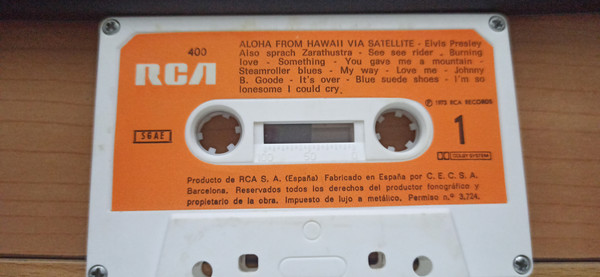 400
RCA
ALOHA FROM HAWAII VIA SATELLITE - Elvis Presley
Also sprach Zarathustra - See see rider - Burning
love - Something - You gave me a mountain -
Steamroller blues - My way - Love me - Johnny
B. Goode - It's over - Blue suede shoes - I'm so
lonesome I could cry.
℗ 1973 RCA RECORDS
1
SGAE
DOLBY SYSTEM
Producto de RCA S. A. (España) Fabricado en España por C. E. C. S. A.
Barcelona. Reservados todos los derechos del productor fonográfico y
propietario de la obra. Impuesto de lujo a metálico. Permiso n.º 3,724.